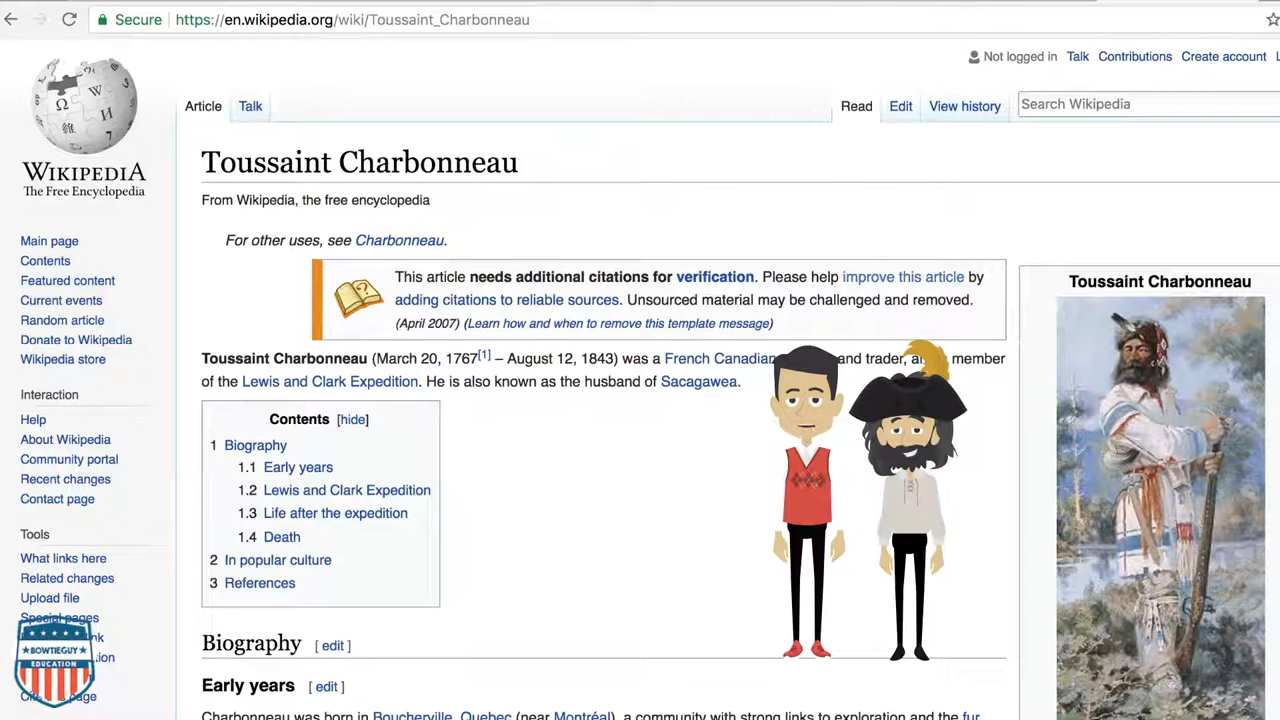 Secure https://en.wikipedia.org/wiki/Toussaint_Charbonneau
Not logged in Talk Contributions Create account
Article Talk Read Edit View history Search Wikipedia
WIKIPEDIA
The Free Encyclopedia
Main page
Contents
Featured content
Current events
Random article
Donate to Wikipedia
Wikipedia store
Interaction
Help
About Wikipedia
Community portal
Recent changes
Contact page
Tools
What links here
Related changes
Upload file
Special pages
BOWTIEGUY
EDUCATION
page
Toussaint Charbonneau
From Wikipedia, the free encyclopedia
For other uses, see Charbonneau.
This article needs additional citations for verification. Please help improve this article by
adding citations to reliable sources. Unsourced material may be challenged and removed.
(April 2007) (Learn how and when to remove this template message)
Toussaint Charbonneau (March 20, 1767[1] – August 12, 1843) was a French Canadian and trader, member
of the Lewis and Clark Expedition. He is also known as the husband of Sacagawea.
Contents [hide]
1 Biography
1.1 Early years
1.2 Lewis and Clark Expedition
1.3 Life after the expedition
1.4 Death
2 In popular culture
3 References
Biography [ edit ]
Early years [ edit ]
Charbonneau was born in Boucherville, Quebec (near Montréal), a community with strong links to exploration and the fur
Toussaint Charbonneau